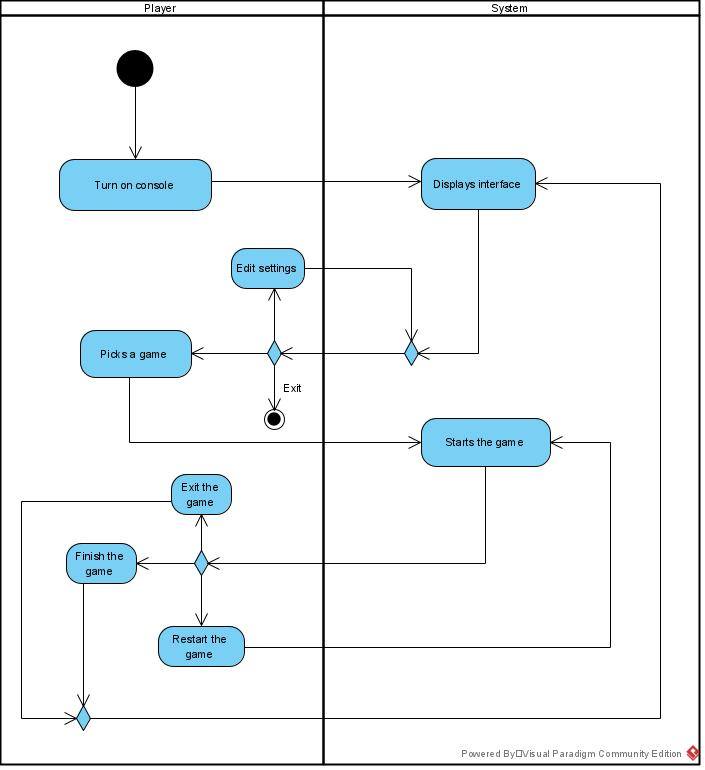 Player
System
Turn on console
Displays interface
Edit settings
Picks a game
Exit
Starts the game
Exit the
game
Finish the
game
Restart the
game
Powered By□Visual Paradigm Community Edition